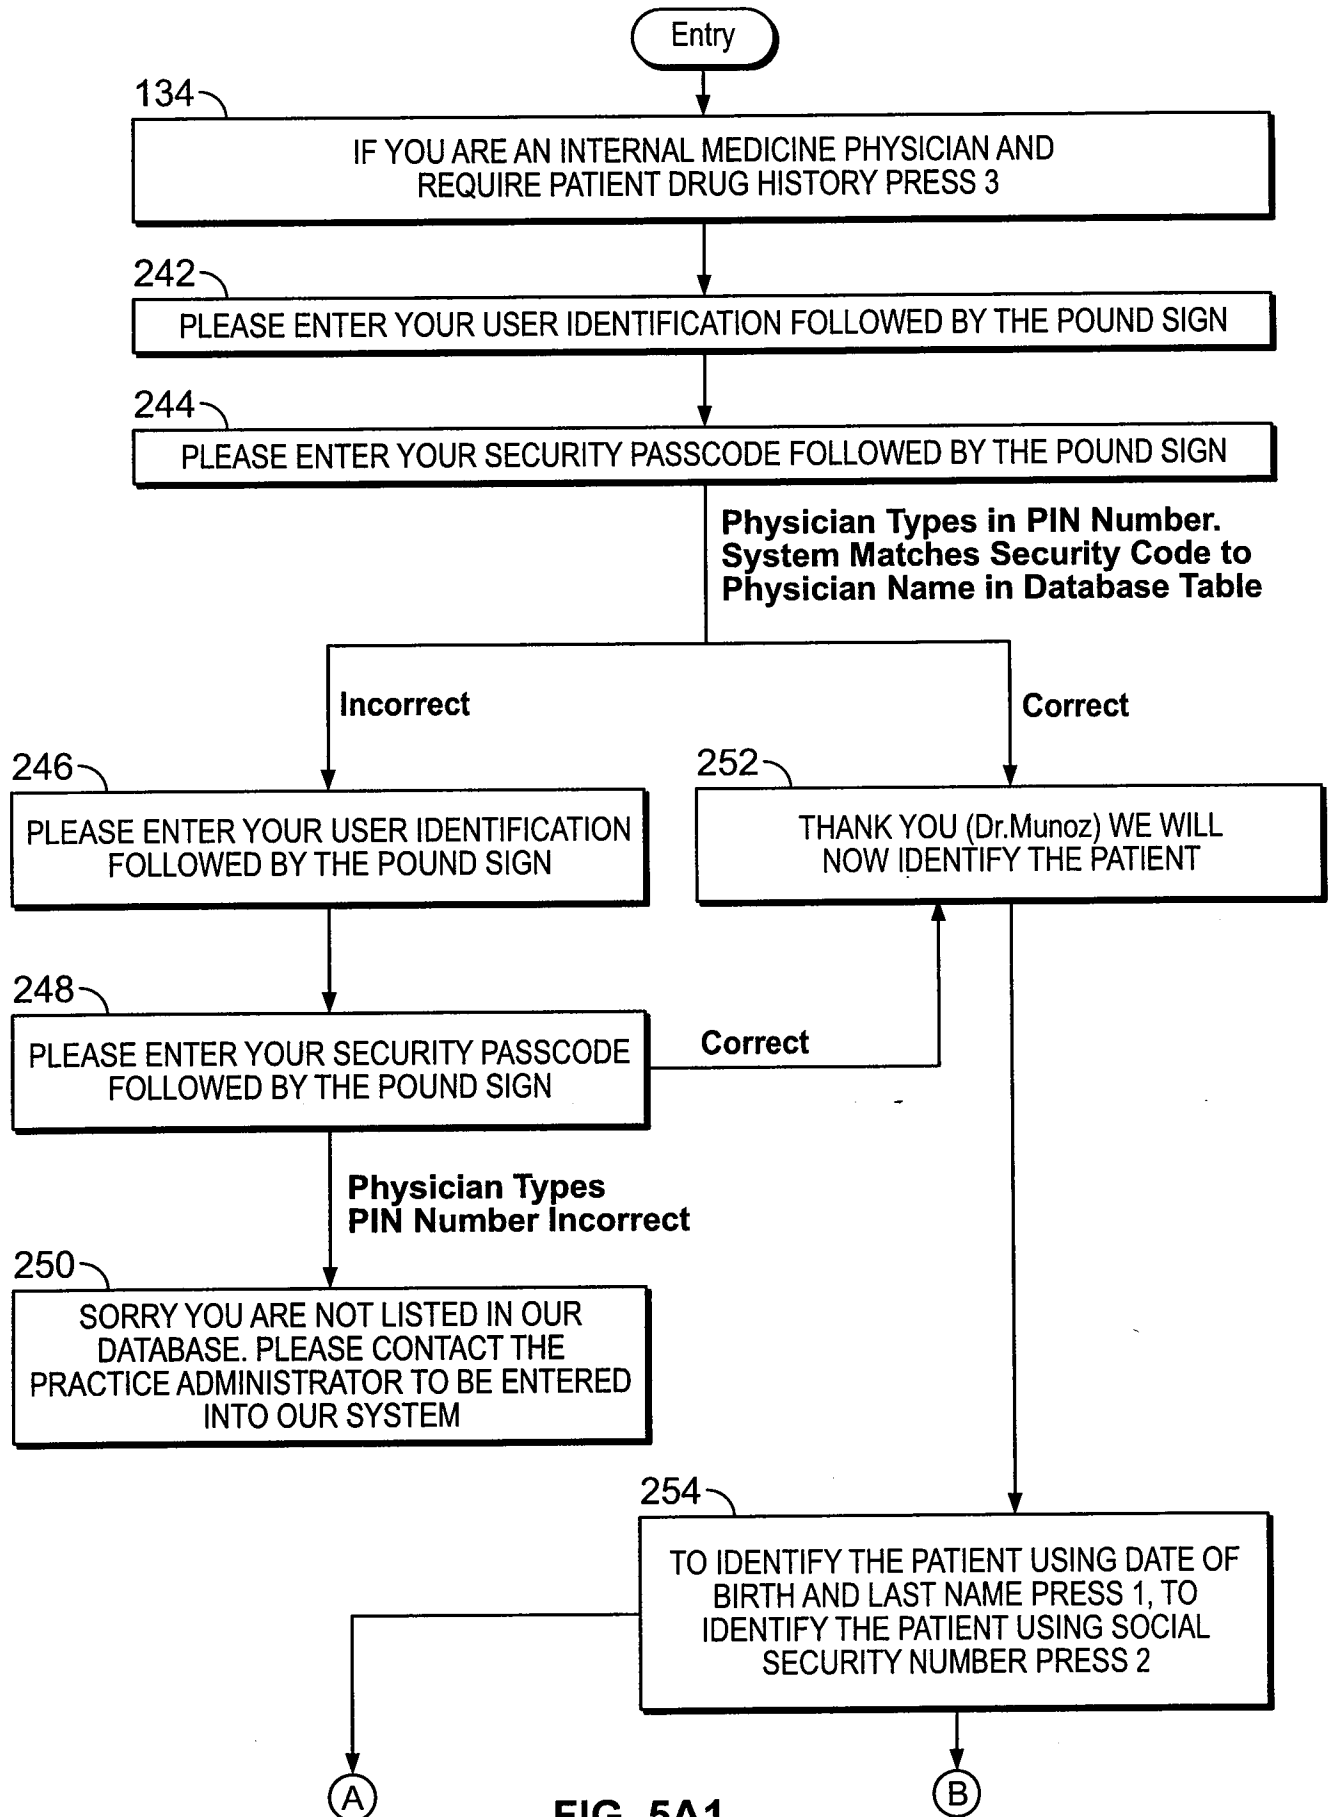 Entry
134
IF YOU ARE AN INTERNAL MEDICINE PHYSICIAN AND
REQUIRE PATIENT DRUG HISTORY PRESS 3
242
PLEASE ENTER YOUR USER IDENTIFICATION FOLLOWED BY THE POUND SIGN
244
PLEASE ENTER YOUR SECURITY PASSCODE FOLLOWED BY THE POUND SIGN
Physician Types in PIN Number.
System Matches Security Code to
Physician Name in Database Table
Incorrect
Correct
246
PLEASE ENTER YOUR USER IDENTIFICATION
FOLLOWED BY THE POUND SIGN
252
THANK YOU (Dr.Munoz) WE WILL
NOW IDENTIFY THE PATIENT
248
PLEASE ENTER YOUR SECURITY PASSCODE
FOLLOWED BY THE POUND SIGN
Correct
Physician Types
PIN Number Incorrect
250
SORRY YOU ARE NOT LISTED IN OUR
DATABASE. PLEASE CONTACT THE
PRACTICE ADMINISTRATOR TO BE ENTERED
INTO OUR SYSTEM
254
TO IDENTIFY THE PATIENT USING DATE OF
BIRTH AND LAST NAME PRESS 1, TO
IDENTIFY THE PATIENT USING SOCIAL
SECURITY NUMBER PRESS 2
A
B
FIG. 5A1